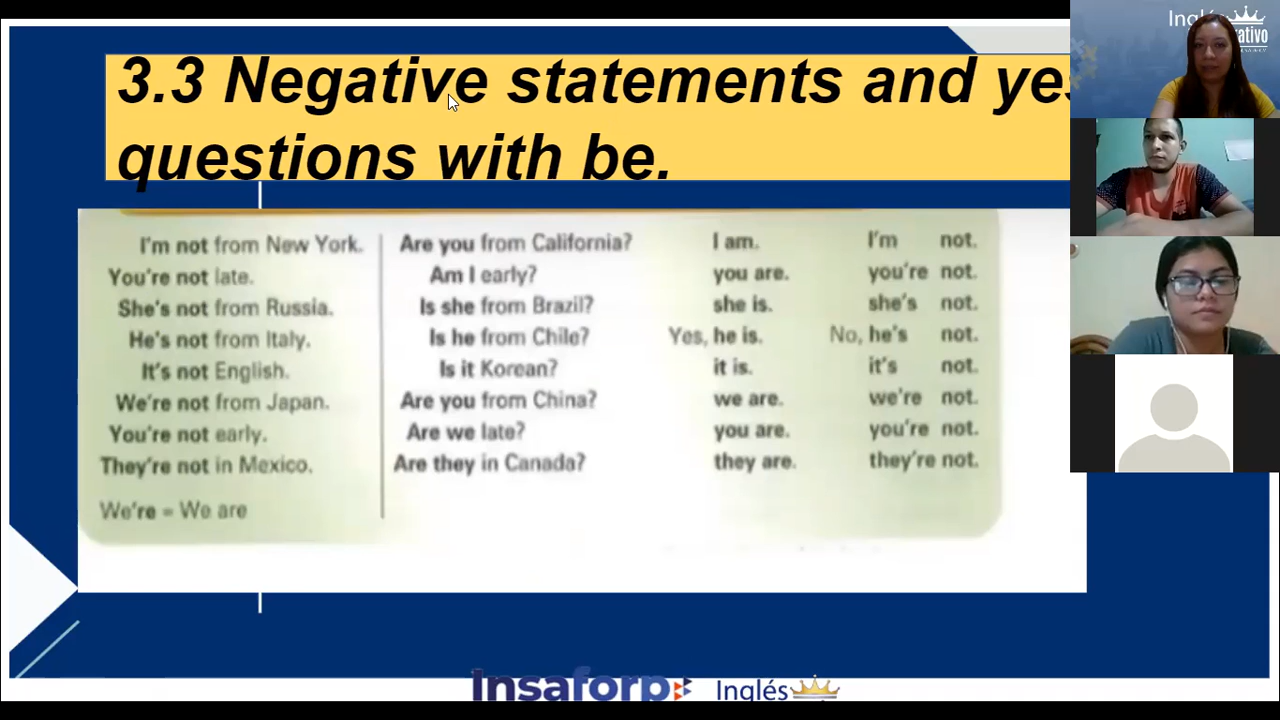 3.3 Negative statements and yes
questions with be.
I'm not from New York. Are you from California? I am. I'm not.
You're not late. Am I early? you are. you're not.
She's not from Russia. Is she from Brazil? she is. she's not.
He's not from Italy. Is he from Chile? Yes, he is. No, he's not.
It's not English. Is it Korean? it is. it's not.
We're not from Japan. Are you from China? we are. we're not.
You're not early. Are we late? you are. you're not.
They're not in Mexico. Are they in Canada? they are. they're not.
We're = We are
Insaforp Inglés